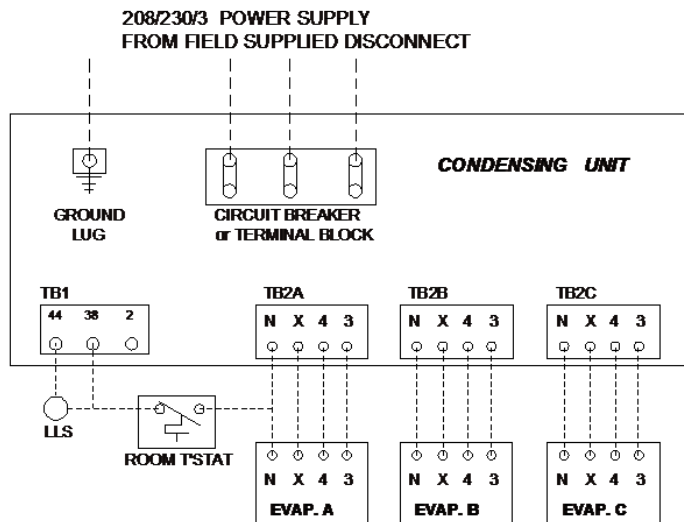 208/230/3 POWER SUPPLY
FROM FIELD SUPPLIED DISCONNECT
CONDENSING UNIT
GROUND
LUG
CIRCUIT BREAKER
or TERMINAL BLOCK
TB1
44 38 2
TB2A
N X 4 3
TB2B
N X 4 3
TB2C
N X 4 3
LLS
ROOM T'STAT
N X 4 3
EVAP. A
N X 4 3
EVAP. B
N X 4 3
EVAP. C